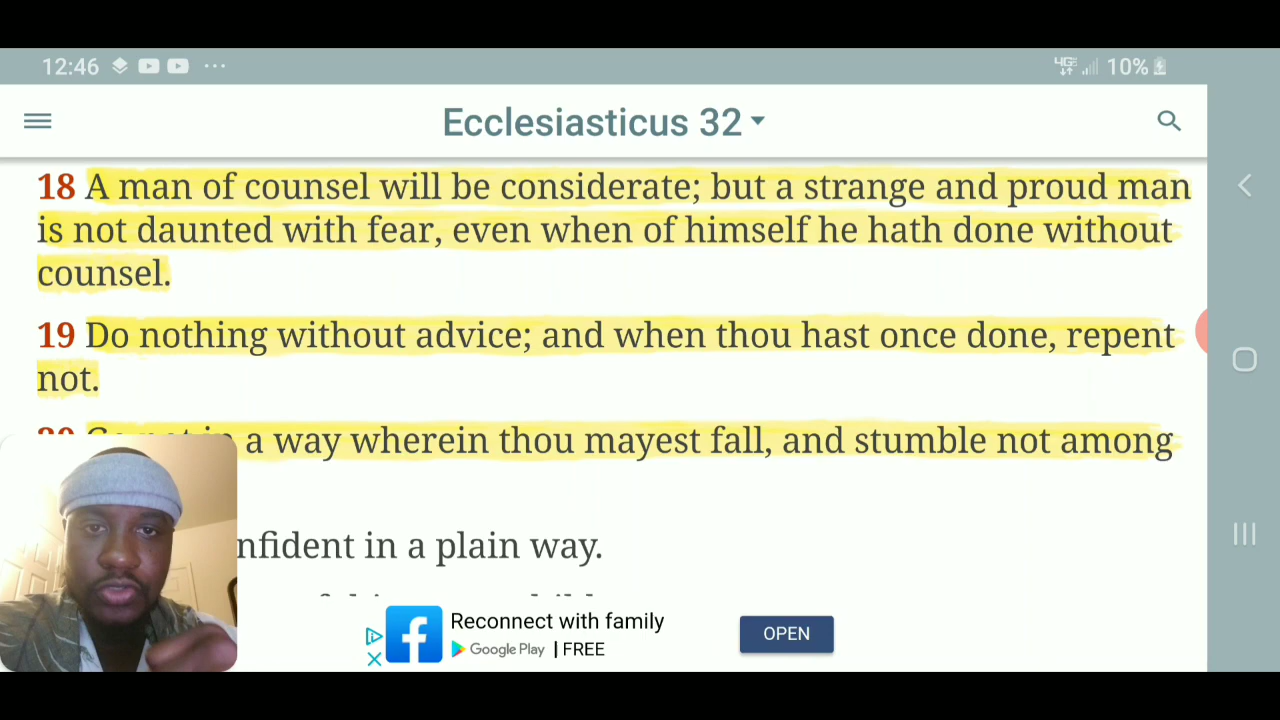 12:46 ... 4GE 10%
Ecclesiasticus 32
18 A man of counsel will be considerate; but a strange and proud man
is not daunted with fear, even when of himself he hath done without
counsel.
19 Do nothing without advice; and when thou hast once done, repent
not.
a way wherein thou mayest fall, and stumble not among
nfident in a plain way.
Reconnect with family
Google Play | FREE
OPEN